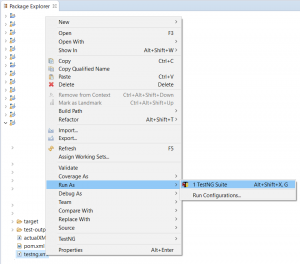 Package Explorer
New
Open F3
Open With
Show In Alt+Shift+W
Copy Ctrl+C
Copy Qualified Name
Paste Ctrl+V
Delete Delete
Remove from Context Ctrl+Alt+Shift+Down
Mark as Landmark Ctrl+Alt+Shift+Up
Build Path
Refactor Alt+Shift+T
Import...
Export...
Refresh F5
Assign Working Sets...
Validate
Coverage As
Run As
1 TestNG Suite Alt+Shift+X, G
Debug As
Run Configurations...
Team
Compare With
Replace With
target
Source
test-outp
actualXM
TestNG
pom.xml
Properties Alt+Enter
testng.xm